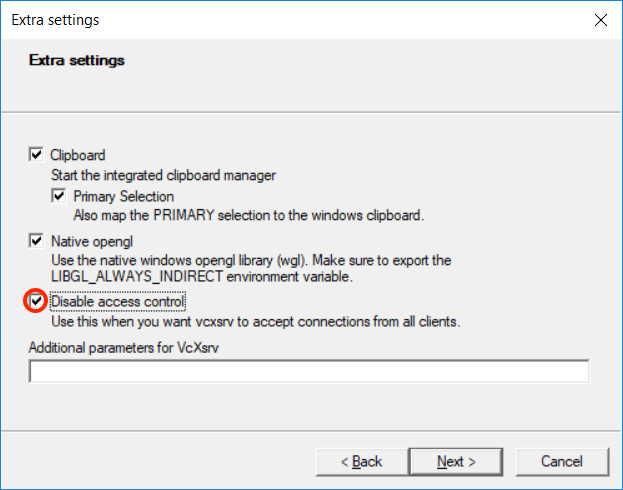 Extra settings
Extra settings
Clipboard
Start the integrated clipboard manager
Primary Selection
Also map the PRIMARY selection to the windows clipboard.
Native opengl
Use the native windows opengl library (wgl). Make sure to export the
LIBGL_ALWAYS_INDIRECT environment variable.
Disable access control
Use this when you want vcxsrv to accept connections from all clients.
Additional parameters for VcXsrv
< Back Next > Cancel